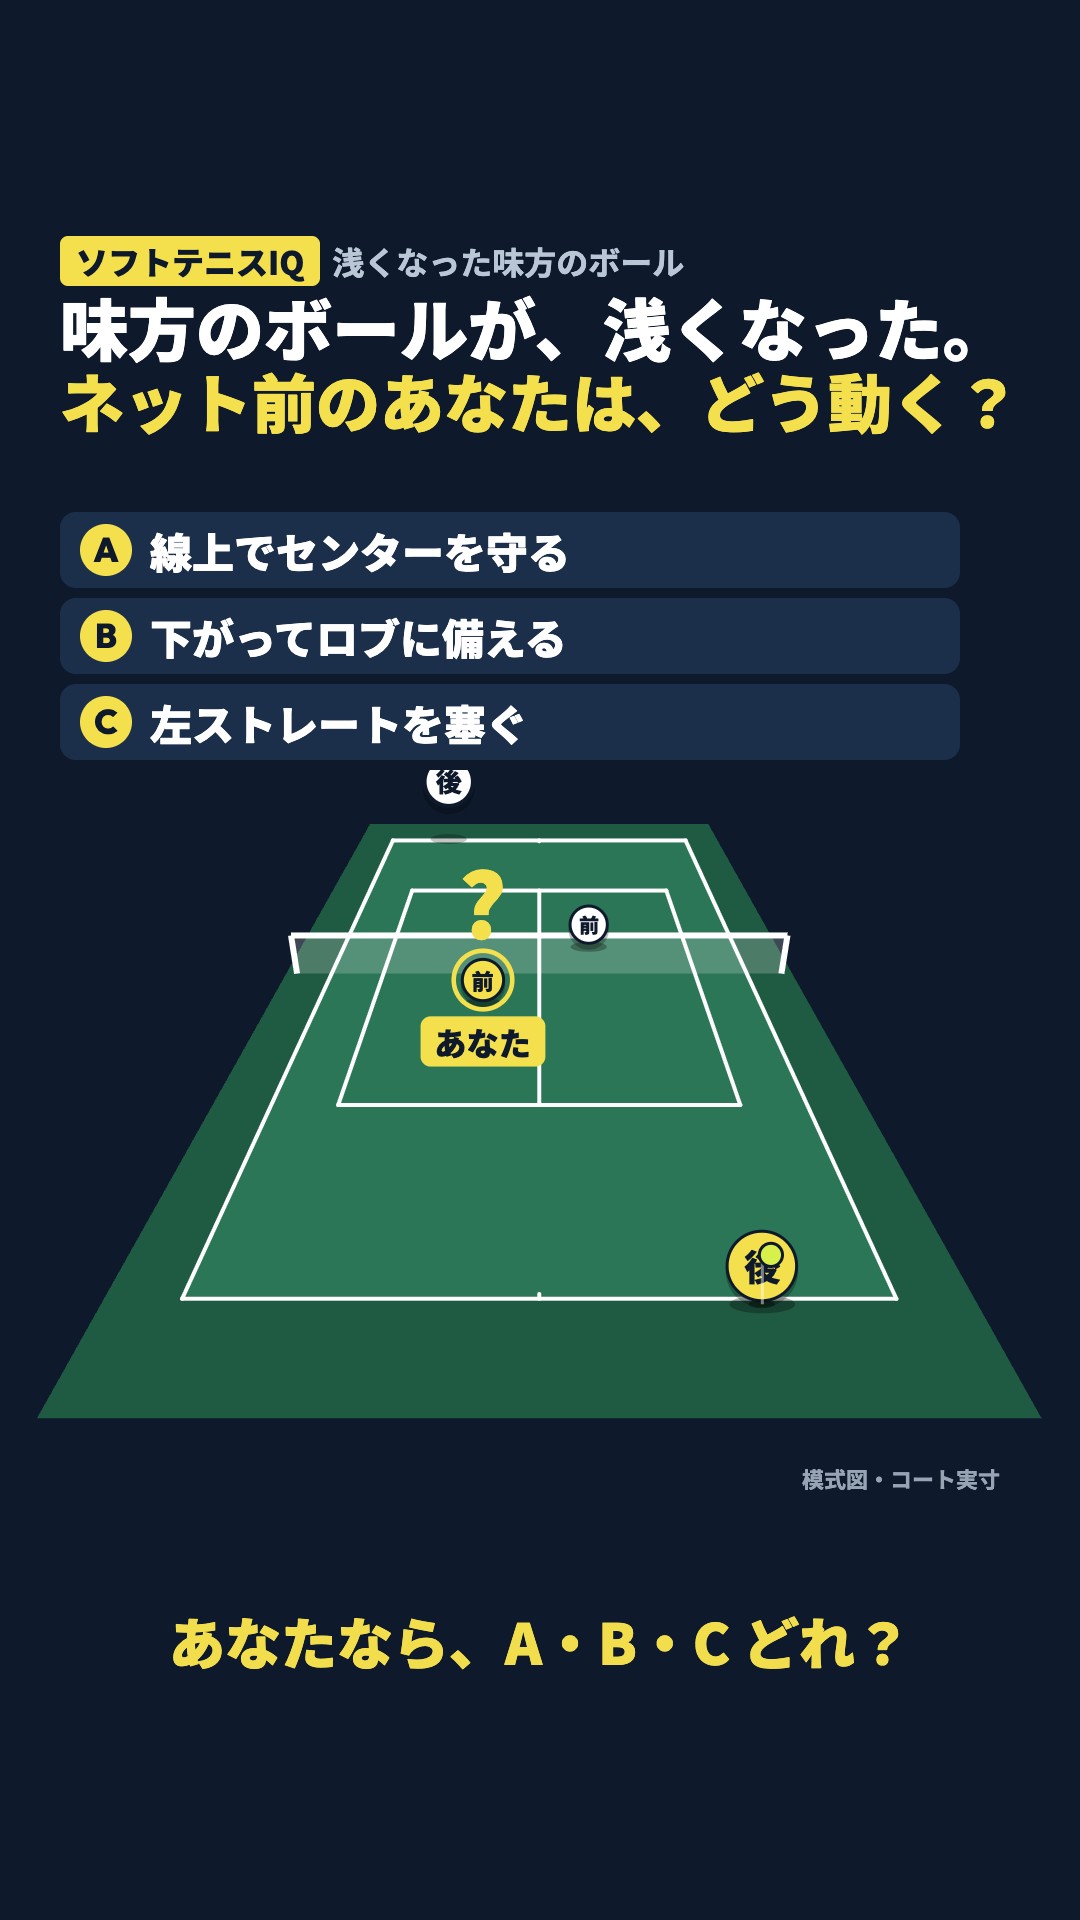 ソフトテニスIQ 浅くなった味方のボール
味方のボールが、浅くなった。
ネット前のあなたは、どう動く？
A 線上でセンターを守る
B 下がってロブに備える
C 左ストレートを塞ぐ
後
?
前
前
あなた
後
模式図・コート実寸
あなたなら、A・B・C どれ？